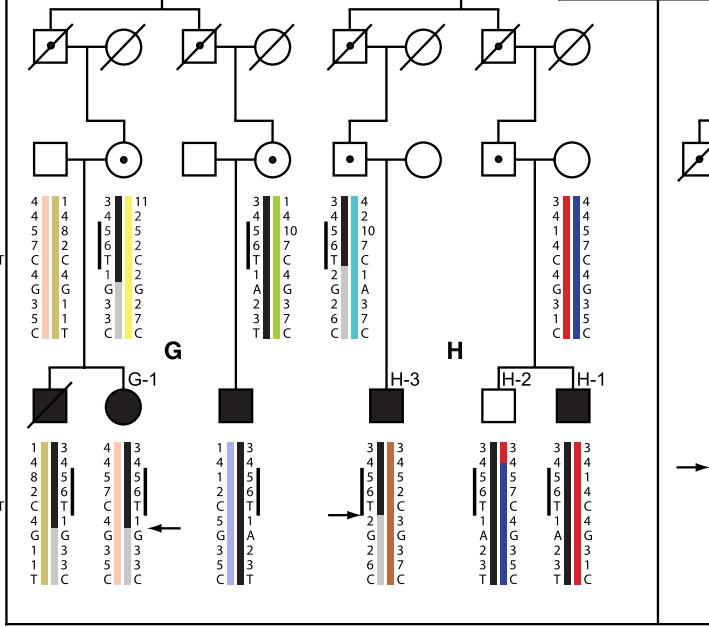 4 1 3 11 3 1 3 4 3 4
4 4 4 2 4 4 4 2 4 4
5 8 5 5 5 10 5 10 1 5
7 2 6 2 6 7 6 7 4 7
T C C T C T C T C C C
4 4 1 2 1 4 2 1 4 4
G G G G A G G A G G
3 1 3 2 2 3 2 3 3 3
5 1 3 7 3 7 6 7 1 5
C T C C T C C C C C
G H
G-1 H-3 H-2 H-1
1 3 4 3 1 3 3 3 3 3 3 3
4 4 4 4 4 4 4 4 4 4 4 4
8 5 5 5 1 5 5 5 5 5 5 1
2 6 7 6 2 6 6 2 6 7 6 4
T C T C T C T T C T C T C
4 1 4 1 5 1 2 3 1 4 1 4
G G G G G A G G A G A G
1 3 3 3 3 2 2 3 2 3 2 3
1 3 5 3 5 3 6 7 3 5 3 1
T C C C C T C C T C T C